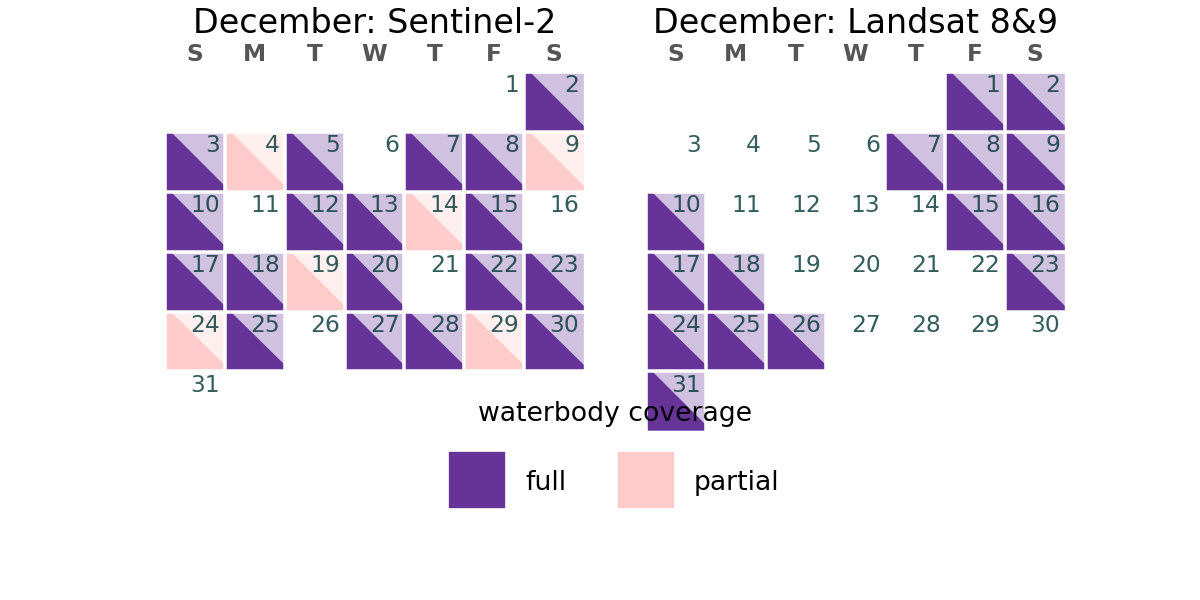 December: Sentinel-2
S M T W T F S
1 2
3 4 5 6 7 8 9
10 11 12 13 14 15 16
17 18 19 20 21 22 23
24 25 26 27 28 29 30
31
December: Landsat 8&9
S M T W T F S
1 2
3 4 5 6 7 8 9
10 11 12 13 14 15 16
17 18 19 20 21 22 23
24 25 26 27 28 29 30
31
waterbody coverage
full partial